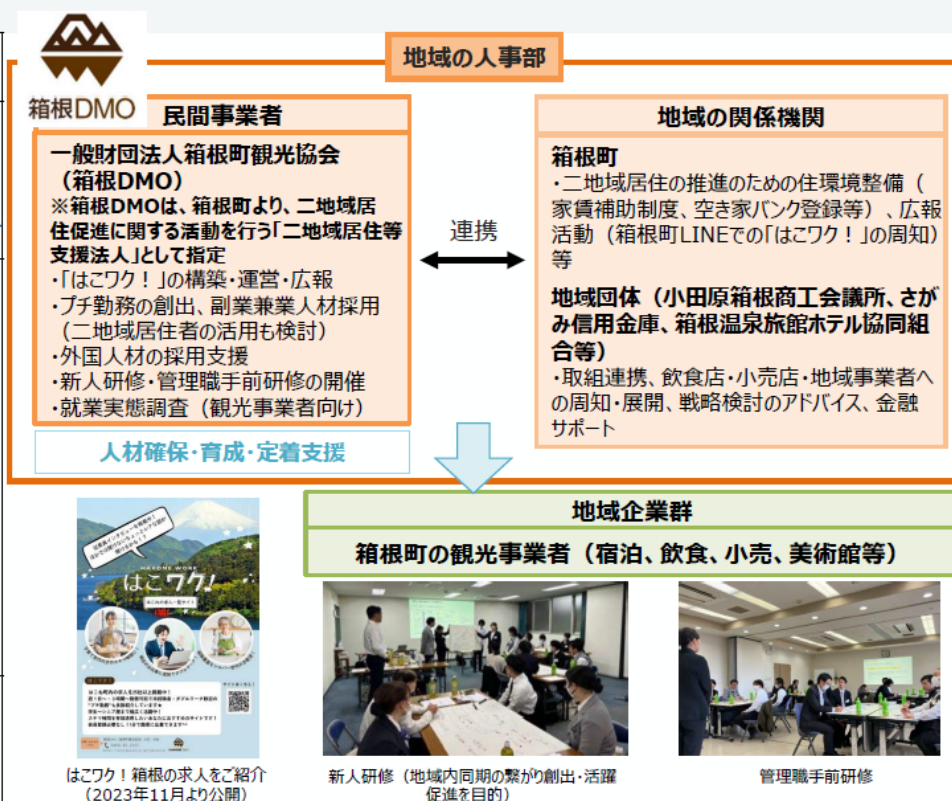 地域の人事部
箱根DMO
民間事業者
一般財団法人箱根町観光協会
（箱根DMO）
※箱根DMOは、箱根町より、二地域居
住促進に関する活動を行う「二地域居住等
支援法人」として指定
・「はこワク！」の構築・運営・広報
・プチ勤務の創出、副業兼業人材採用
（二地域居住者の活用も検討）
・外国人材の採用支援
・新人研修・管理職手前研修の開催
・就業実態調査（観光事業者向け）
人材確保・育成・定着支援
連携
地域の関係機関
箱根町
・二地域居住の推進のための住環境整備（
家賃補助制度、空き家バンク登録等）、広報
活動（箱根町LINEでの「はこワク！」の周知）
等
地域団体（小田原箱根商工会議所、さが
み信用金庫、箱根温泉旅館ホテル協同組
合等）
・取組連携、飲食店・小売店・地域事業者へ
の周知・展開、戦略検討のアドバイス、金融
サポート
地域企業群
箱根町の観光事業者（宿泊、飲食、小売、美術館等）
HAKONE WORK
はこワク！
はこワク！箱根の求人をご紹介
（2023年11月より公開）
新人研修（地域内同期の繋がり創出・活躍
促進を目的）
管理職手前研修